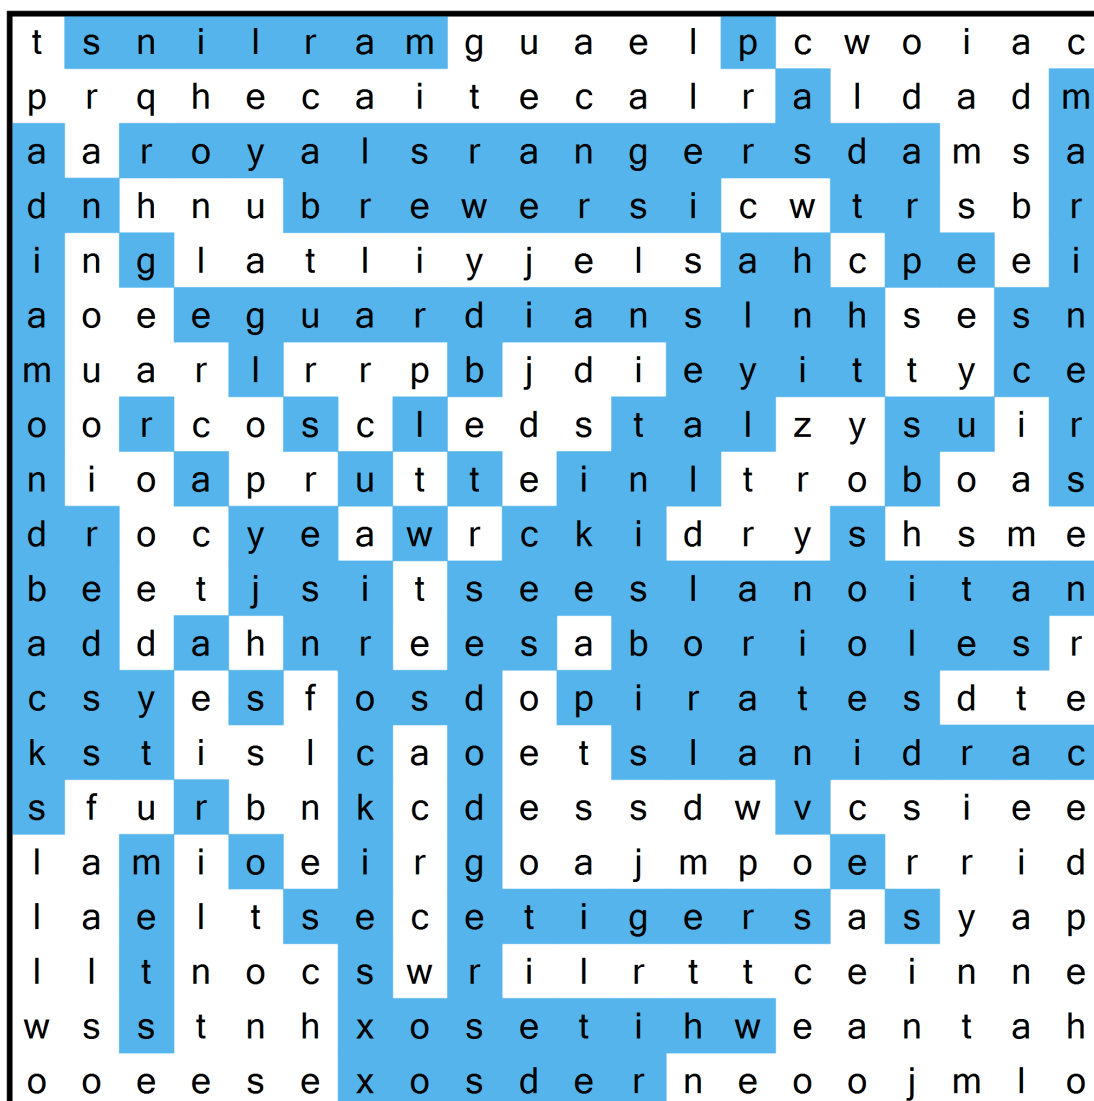 t s n i l r a m g u a e l p c w o i a c
p r q h e c a i t e c a l r a l d a d m
a a r o y a l s r a n g e r s d a m s a
d n h n u b r e w e r s i c w t r s b r
i n g l a t l i y j e l s a h c p e e i
a o e e g u a r d i a n s l n h s e s n
m u a r l r r p b j d i e y i t t y c e
o o r c o s c l e d s t a l z y s u i r
n i o a p r u t t e i n l t r o b o a s
d r o c y e a w r c k i d r y s h s m e
b e e t j s i t s e e s l a n o i t a n
a d d a h n r e e s a b o r i o l e s r
c s y e s f o s d o p i r a t e s d t e
k s t i s l c a o e t s l a n i d r a c
s f u r b n k c d e s s d w v c s i e e
l a m i o e i r g o a j m p o e r r i d
l a e l t s e c e t i g e r s a s y a p
l l t n o c s w r i l r t t c e i n n e
w s s t n h x o s e t i h w e a n t a h
o o e e s e x o s d e r n e o o j m l o